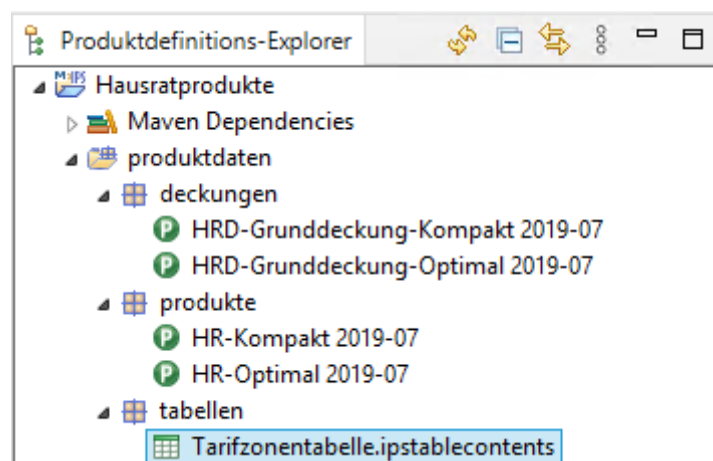 Produktdefinitions-Explorer
Hausratprodukte
Maven Dependencies
produktdaten
deckungen
HRD-Grunddeckung-Kompakt 2019-07
HRD-Grunddeckung-Optimal 2019-07
produkte
HR-Kompakt 2019-07
HR-Optimal 2019-07
tabellen
Tarifzonentabelle.ipstablecontents